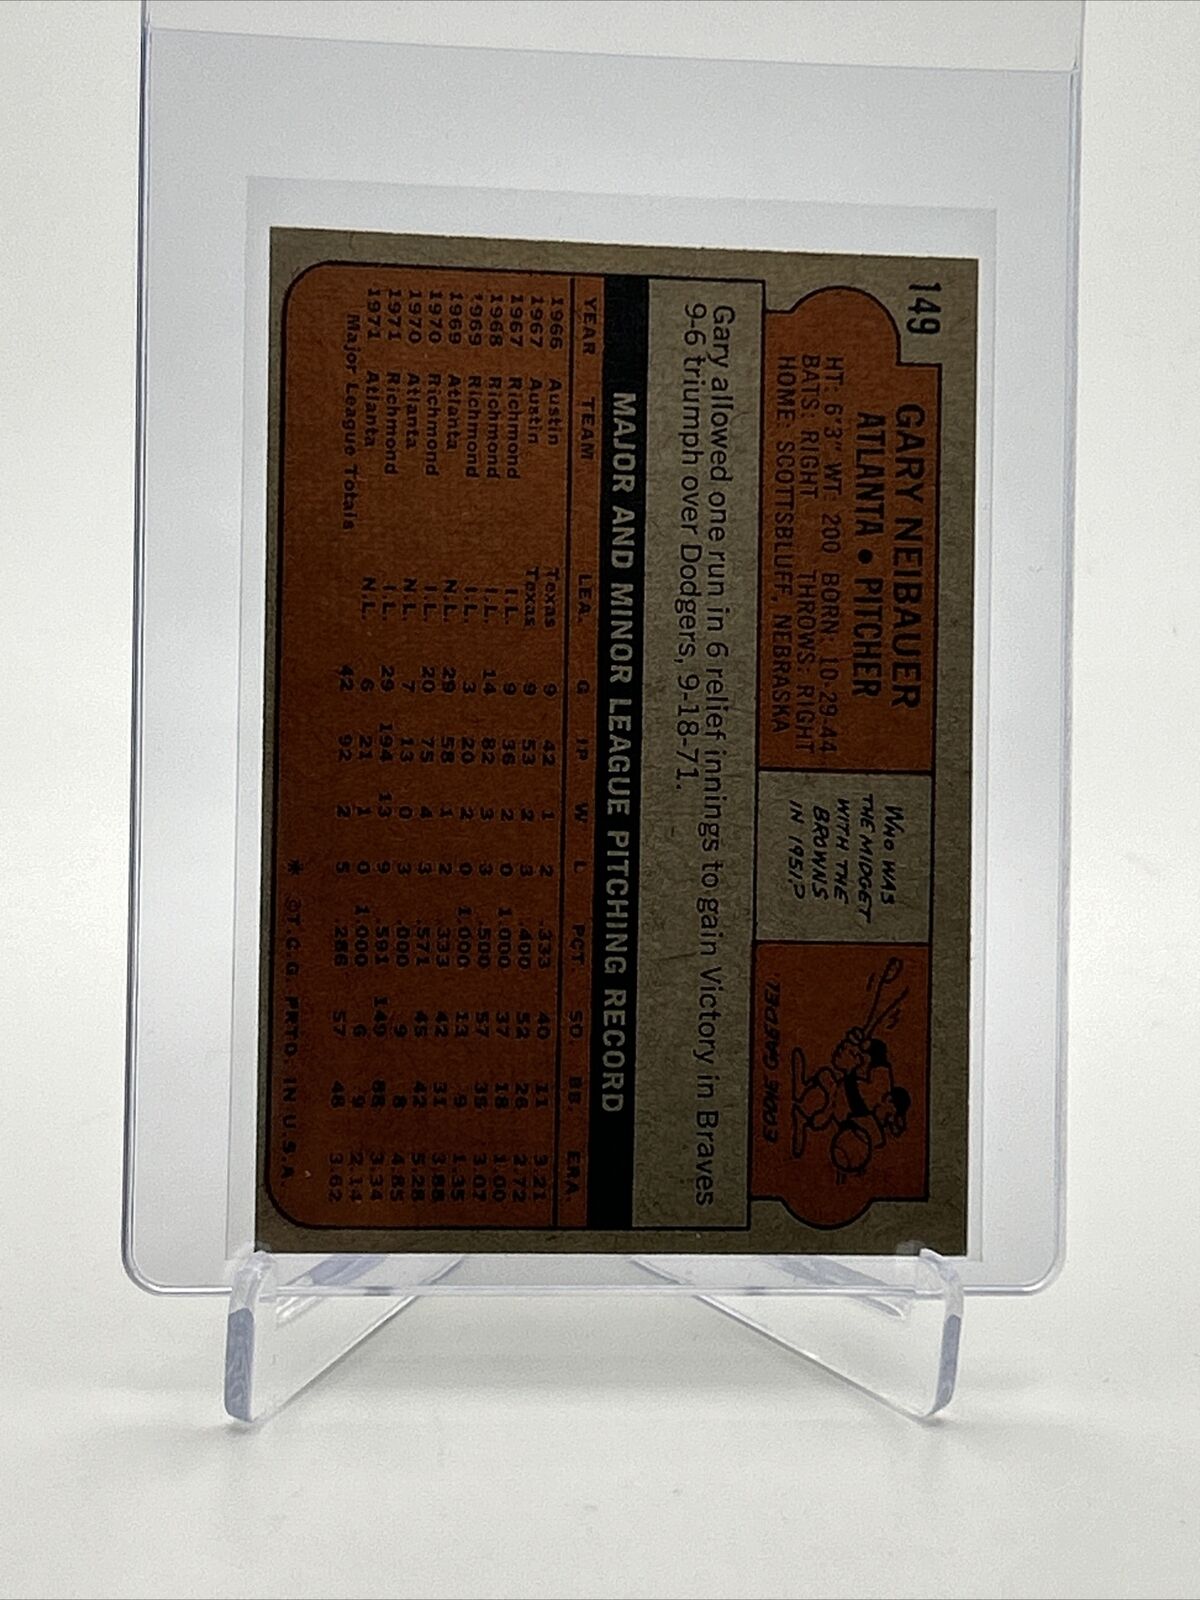 149
GARY NEIBAUER
ATLANTA • PITCHER
HT: 6'3" WT: 200 BORN: 10-29-44
BATS: RIGHT THROWS: RIGHT
HOME: SCOTTSBLUFF, NEBRASKA
WHO WAS
THE MIDGET
WITH THE
BROWNS
IN 1951?
EDDIE GAEDEL.
Gary allowed one run in 6 relief innings to gain Victory in Braves
9-6 triumph over Dodgers, 9-18-71.
MAJOR AND MINOR LEAGUE PITCHING RECORD
YEAR TEAM LEA. G IP W L PCT. SO. BB. ERA.
1966 Austin Texas 9 42 1 2 .333 40 11 3.21
1967 Austin Texas 9 53 2 3 .400 52 26 2.72
1967 Richmond I.L. 9 36 2 0 1.000 37 18 1.00
1968 Richmond I.L. 14 82 3 3 .500 57 35 3.07
1969 Richmond I.L. 3 20 2 0 1.000 13 9 1.35
1969 Atlanta N.L. 29 58 1 2 .333 42 31 3.88
1970 Richmond I.L. 20 75 4 3 .571 45 42 5.28
1970 Atlanta N.L. 7 13 0 3 .000 9 8 4.85
1971 Richmond I.L. 29 194 13 9 .591 149 88 3.34
1971 Atlanta N.L. 6 21 1 0 1.000 6 9 2.14
Major League Totals 42 92 2 5 .286 57 48 3.62
* ©T.C.G. PRTD. IN U.S.A.